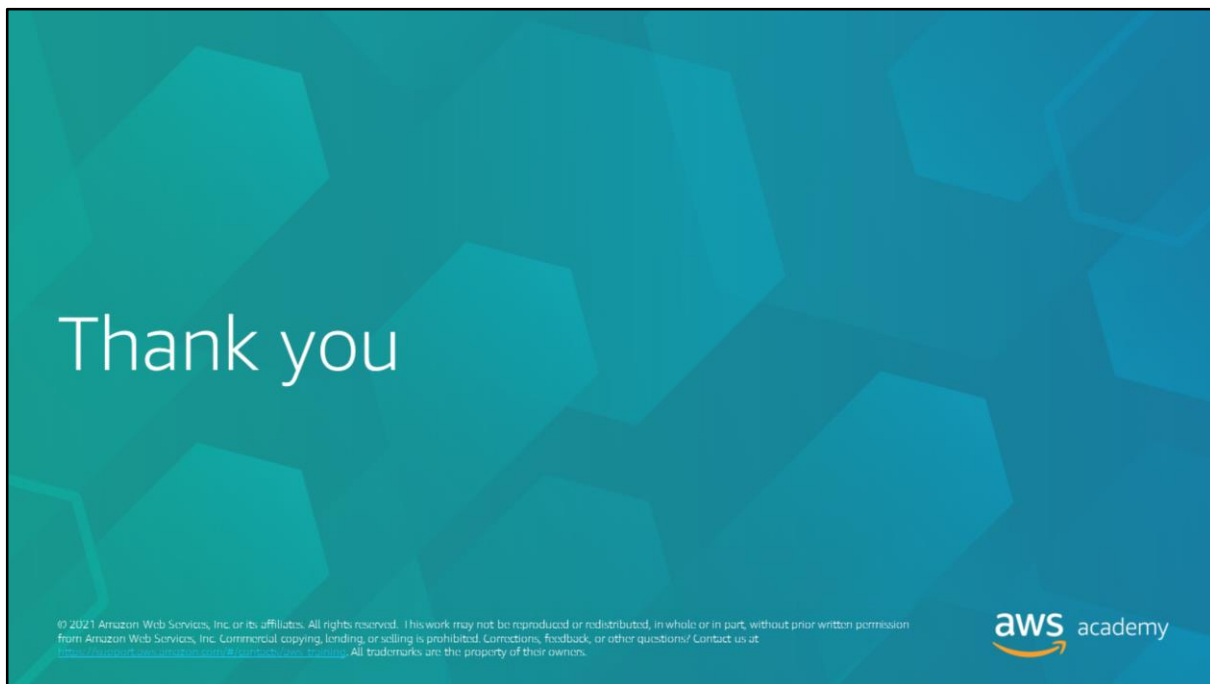 Thank you
© 2021 Amazon Web Services, Inc. or its affiliates. All rights reserved. This work may not be reproduced or redistributed, in whole or in part, without prior written permission
from Amazon Web Services, Inc. Commercial copying, lending, or selling is prohibited. Corrections, feedback, or other questions? Contact us at
https://support.aws.amazon.com/#/contacts/aws-training. All trademarks are the property of their owners.
aws academy